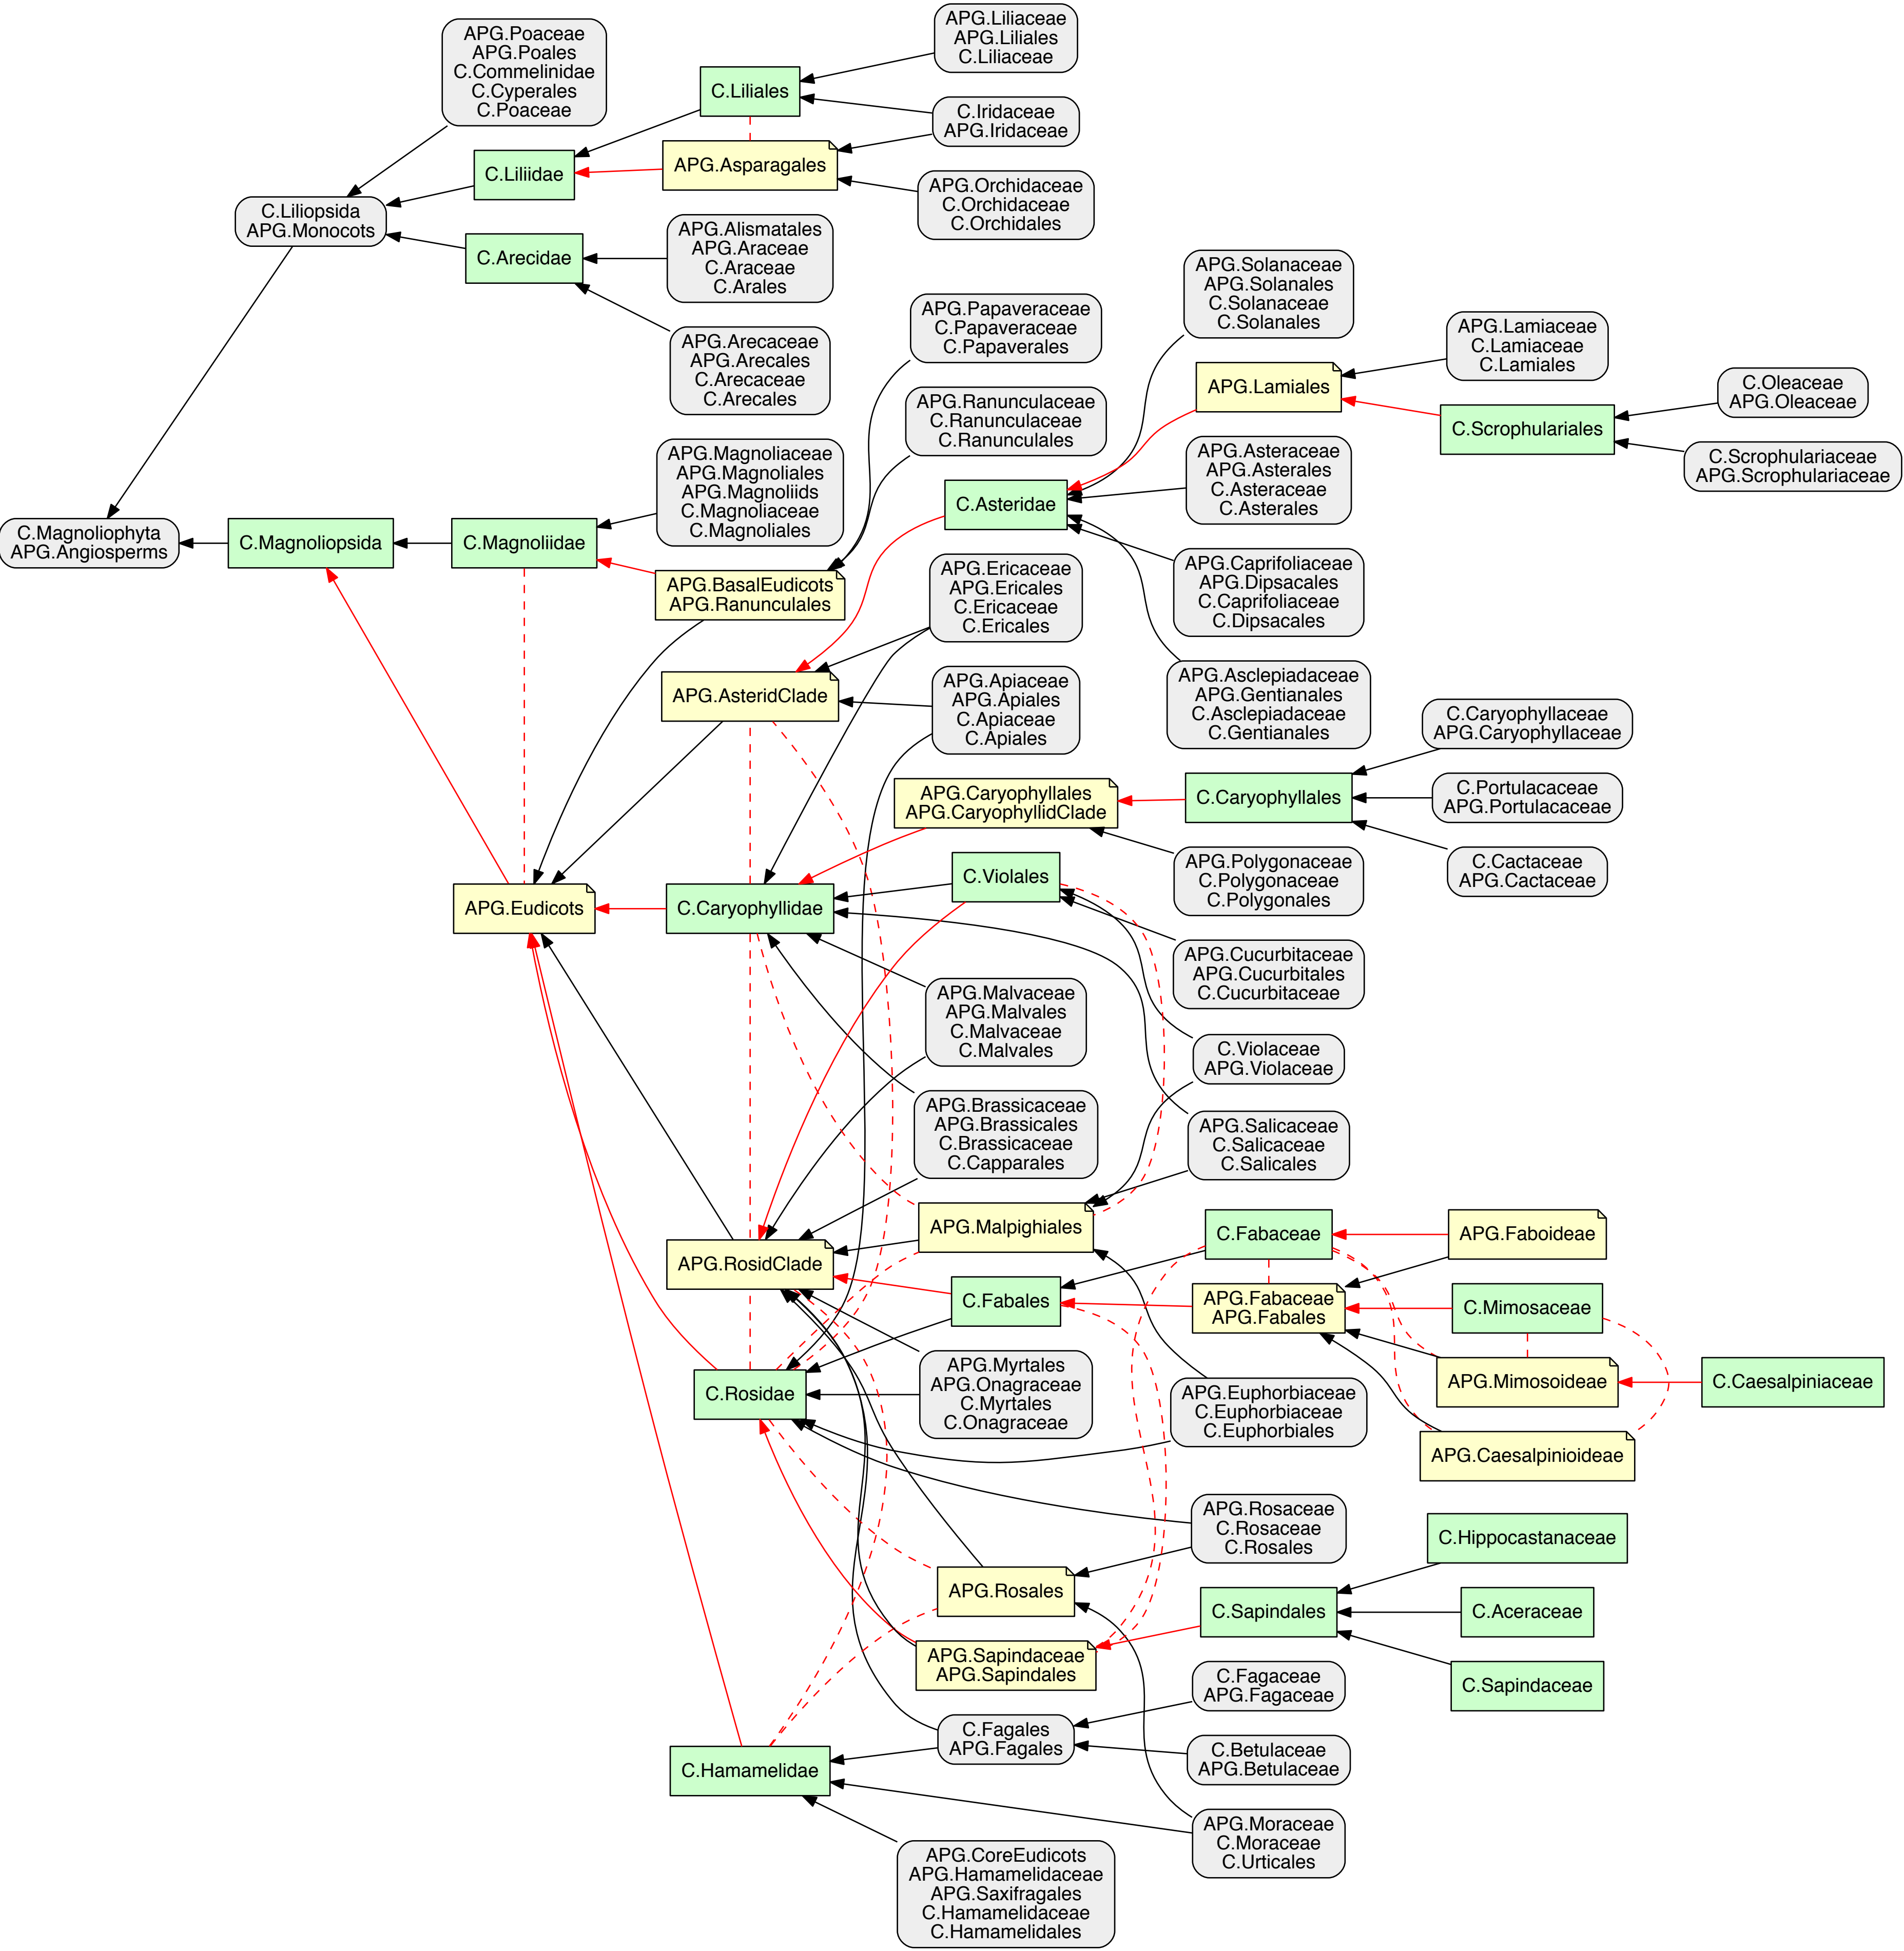 APG.Poaceae
APG.Poales
C.Commelinidae
C.Cyperales
C.Poaceae
APG.Liliaceae
APG.Liliales
C.Liliaceae
C.Liliales
C.Iridaceae
APG.Iridaceae
C.Liliidae
APG.Asparagales
APG.Orchidaceae
C.Orchidaceae
C.Orchidales
C.Liliopsida
APG.Monocots
C.Arecidae
APG.Alismatales
APG.Araceae
C.Araceae
C.Arales
APG.Arecaceae
APG.Arecales
C.Arecaceae
C.Arecales
APG.Papaveraceae
C.Papaveraceae
C.Papaverales
APG.Solanaceae
APG.Solanales
C.Solanaceae
C.Solanales
APG.Lamiaceae
C.Lamiaceae
C.Lamiales
APG.Lamiales
C.Oleaceae
APG.Oleaceae
C.Scrophulariales
C.Scrophulariaceae
APG.Scrophulariaceae
APG.Ranunculaceae
C.Ranunculaceae
C.Ranunculales
APG.Magnoliaceae
APG.Magnoliales
APG.Magnoliids
C.Magnoliaceae
C.Magnoliales
APG.Asteraceae
APG.Asterales
C.Asteraceae
C.Asterales
C.Asteridae
C.Magnoliophyta
APG.Angiosperms
C.Magnoliopsida
C.Magnoliidae
APG.BasalEudicots
APG.Ranunculales
APG.Ericaceae
APG.Ericales
C.Ericaceae
C.Ericales
APG.Caprifoliaceae
APG.Dipsacales
C.Caprifoliaceae
C.Dipsacales
APG.AsteridClade
APG.Apiaceae
APG.Apiales
C.Apiaceae
C.Apiales
APG.Asclepiadaceae
APG.Gentianales
C.Asclepiadaceae
C.Gentianales
C.Caryophyllaceae
APG.Caryophyllaceae
APG.Caryophyllales
APG.CaryophyllidClade
C.Caryophyllales
C.Portulacaceae
APG.Portulacaceae
C.Cactaceae
APG.Cactaceae
APG.Polygonaceae
C.Polygonaceae
C.Polygonales
C.Violales
APG.Eudicots
C.Caryophyllidae
APG.Cucurbitaceae
APG.Cucurbitales
C.Cucurbitaceae
APG.Malvaceae
APG.Malvales
C.Malvaceae
C.Malvales
C.Violaceae
APG.Violaceae
APG.Brassicaceae
APG.Brassicales
C.Brassicaceae
C.Capparales
APG.Salicaceae
C.Salicaceae
C.Salicales
APG.Malpighiales
APG.RosidClade
C.Fabaceae
APG.Faboideae
C.Fabales
APG.Fabaceae
APG.Fabales
C.Mimosaceae
C.Rosidae
APG.Myrtales
APG.Onagraceae
C.Myrtales
C.Onagraceae
APG.Euphorbiaceae
C.Euphorbiaceae
C.Euphorbiales
APG.Mimosoideae
C.Caesalpiniaceae
APG.Caesalpinioideae
APG.Rosaceae
C.Rosaceae
C.Rosales
C.Hippocastanaceae
APG.Rosales
C.Sapindales
C.Aceraceae
APG.Sapindaceae
APG.Sapindales
C.Sapindaceae
C.Fagaceae
APG.Fagaceae
C.Fagales
APG.Fagales
C.Betulaceae
APG.Betulaceae
C.Hamamelidae
APG.Moraceae
C.Moraceae
C.Urticales
APG.CoreEudicots
APG.Hamamelidaceae
APG.Saxifragales
C.Hamamelidaceae
C.Hamamelidales